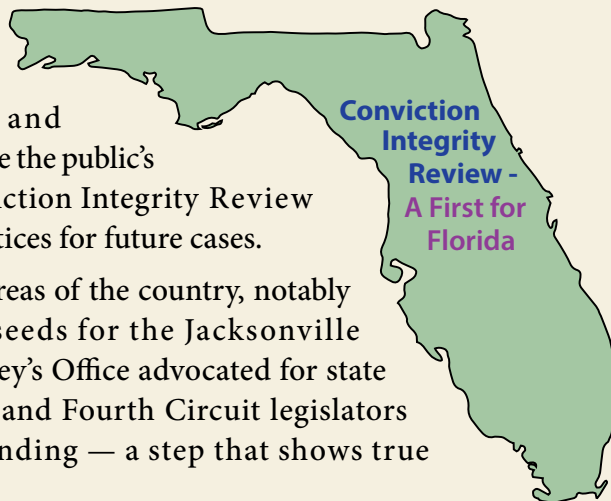 and
e the public's
ction Integrity Review
tices for future cases.
reas of the country, notably
seeds for the Jacksonville
ey's Office advocated for state
and Fourth Circuit legislators
nding — a step that shows true
Conviction
Integrity
Review -
A First for
Florida